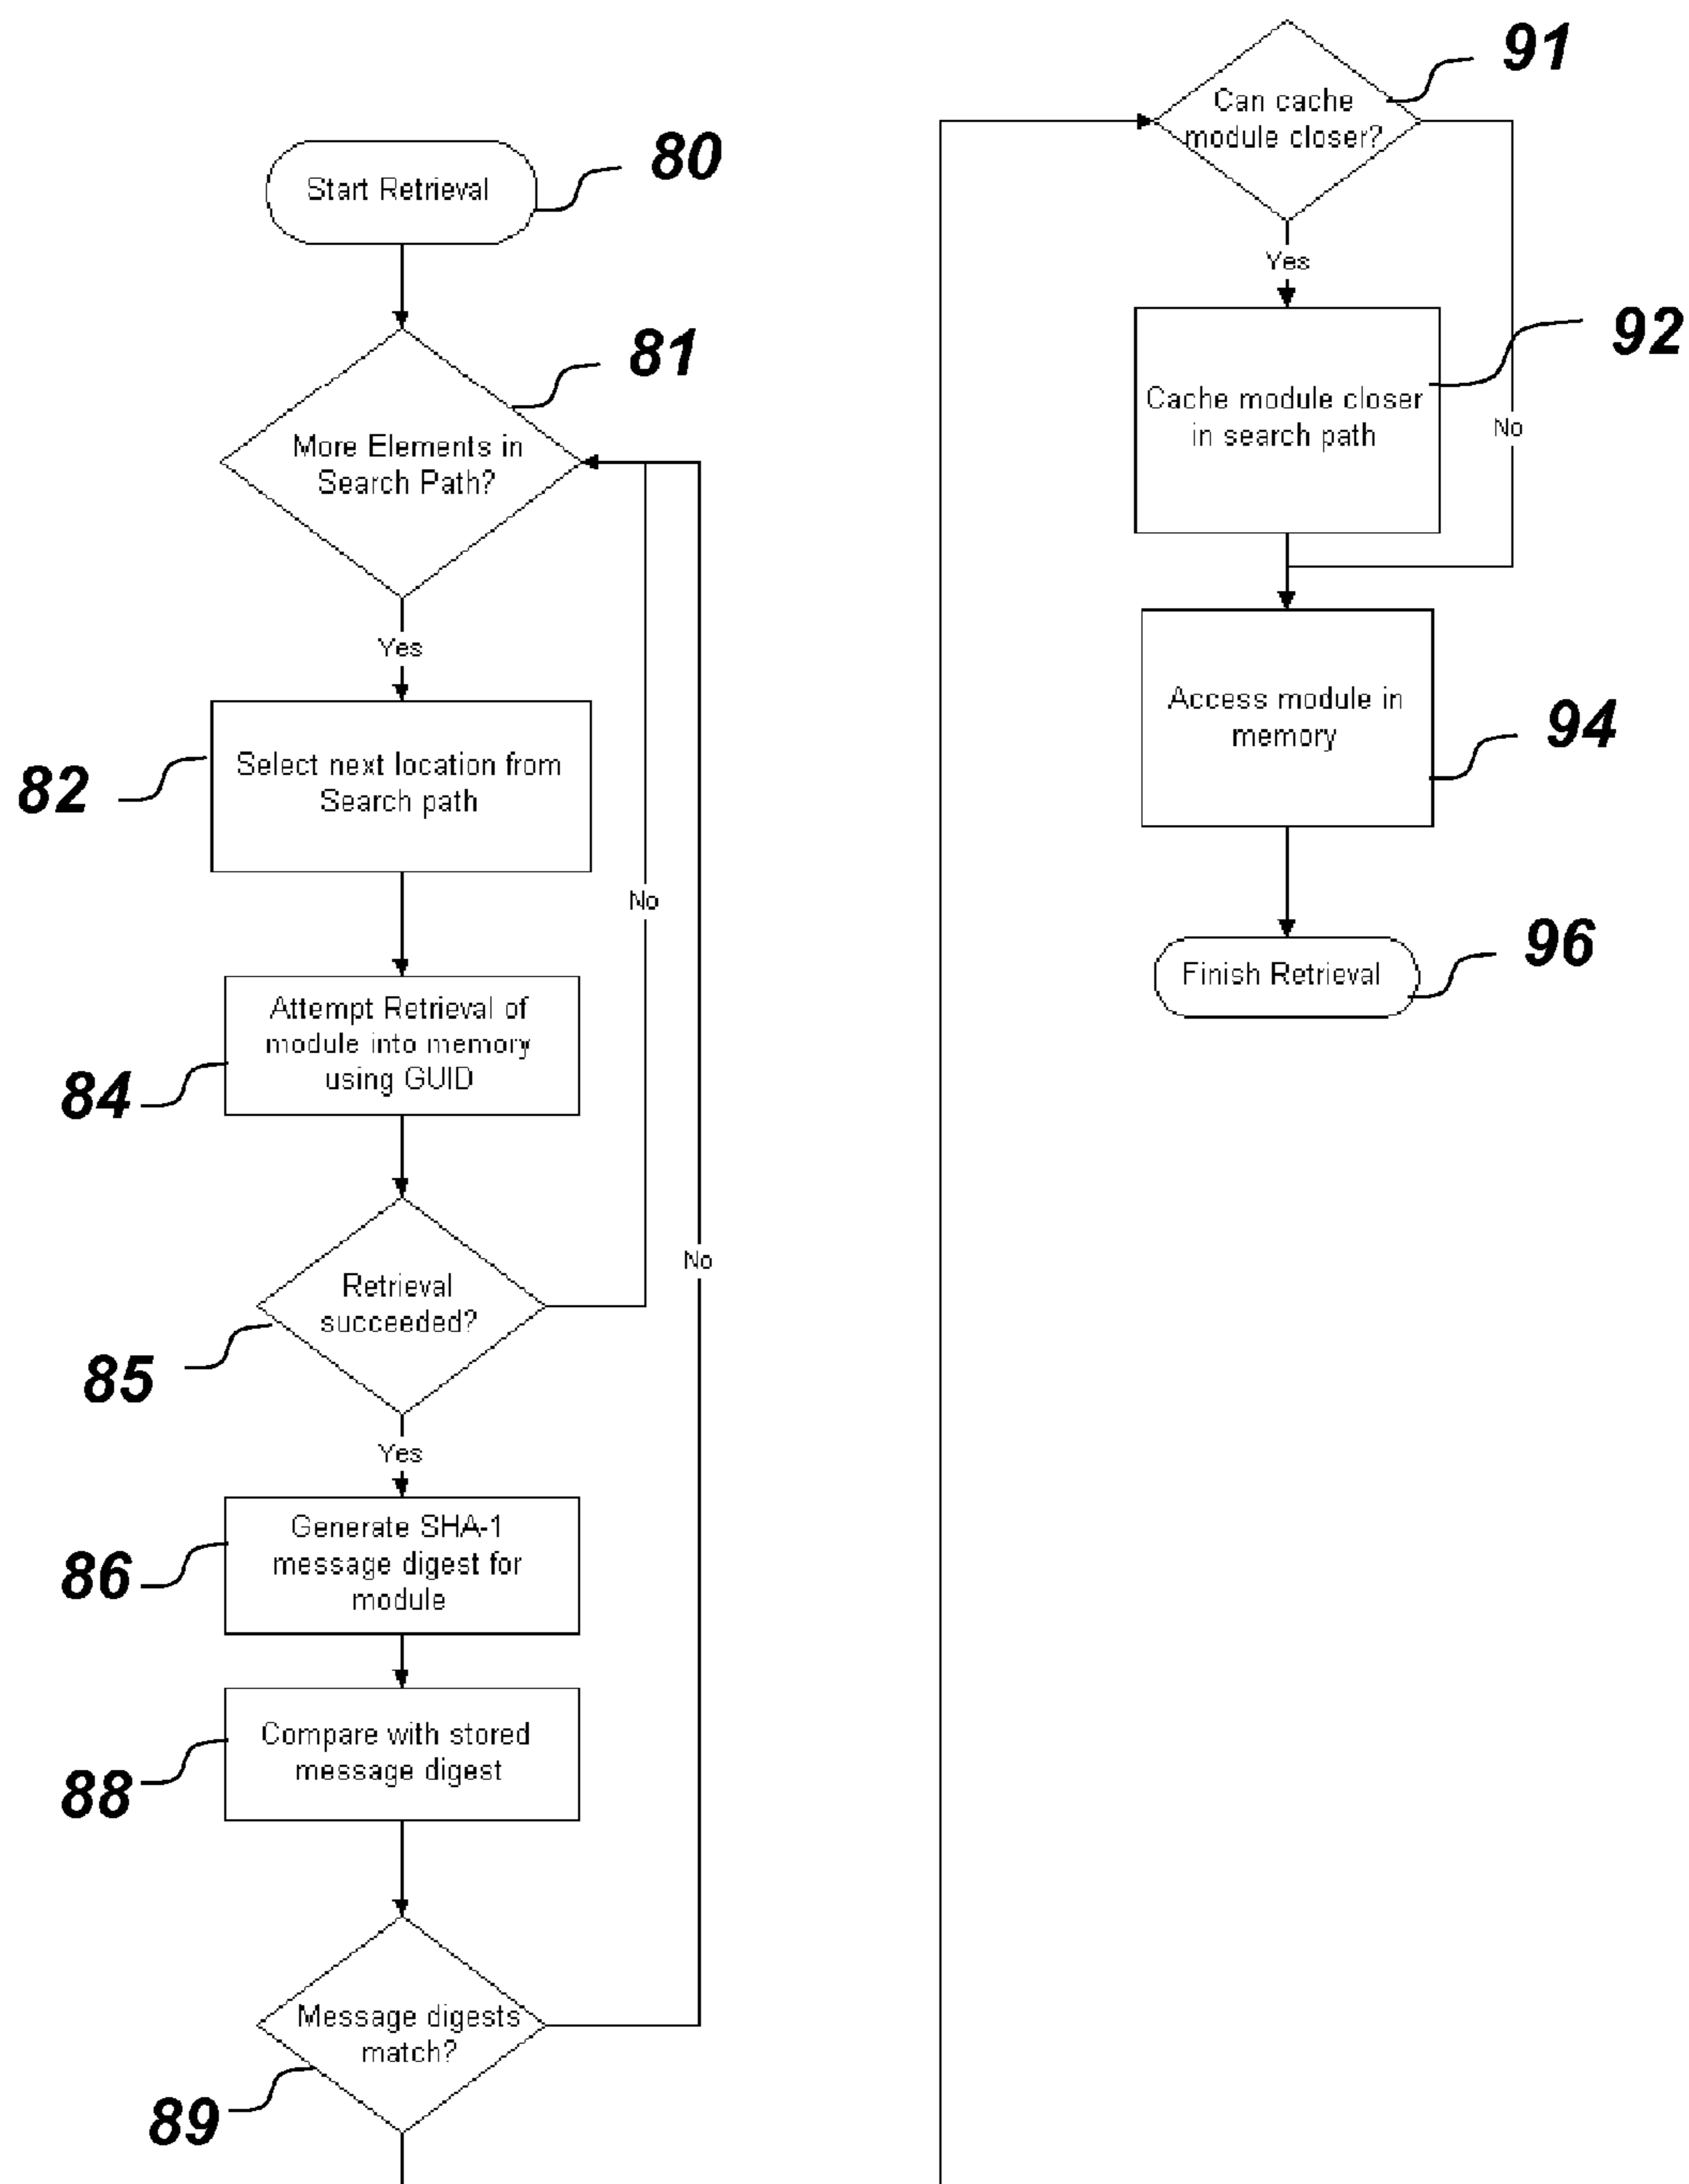 Start Retrieval
80
More Elements in
Search Path?
81
Yes
Select next location from
Search path
82
No
Attempt Retrieval of
module into memory
using GUID
84
Retrieval
succeeded?
85
No
Yes
Generate SHA-1
message digest for
module
86
Compare with stored
message digest
88
Message digests
match?
89
Can cache
module closer?
91
Yes
Cache module closer
in search path
92
No
Access module in
memory
94
Finish Retrieval
96